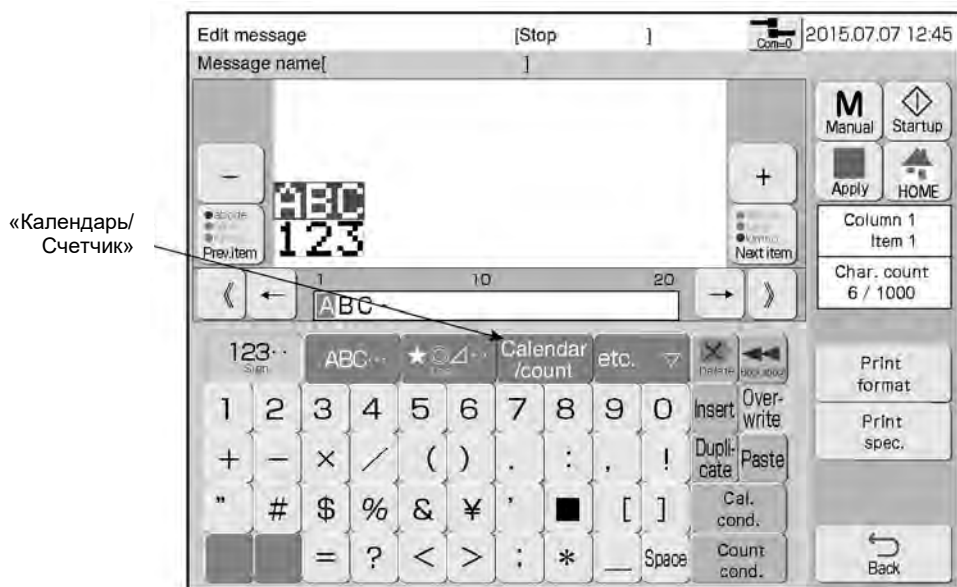 Edit message [Stop ] Com=0 2015.07.07 12:45
Message name[ ]
M
Manual
Startup
Apply
HOME
Column 1
Item 1
Char. count
6 / 1000
Print
format
Print
spec.
Back
«Календарь/
Счетчик»
−
+
ABC
123
Prev.item
Next item
1 10 20
《 ← ABC → 》
123··
ABC···
★◎⊿··
Calendar
/count
etc. ▽
Delete
1 2 3 4 5 6 7 8 9 0 Insert Over-
write
+ − × ／ ( ) . : , ! Dupli-
cate Paste
" # $ % & ¥ ' ■ [ ] Cal.
cond.
= ? < > ; * _ Space Count
cond.